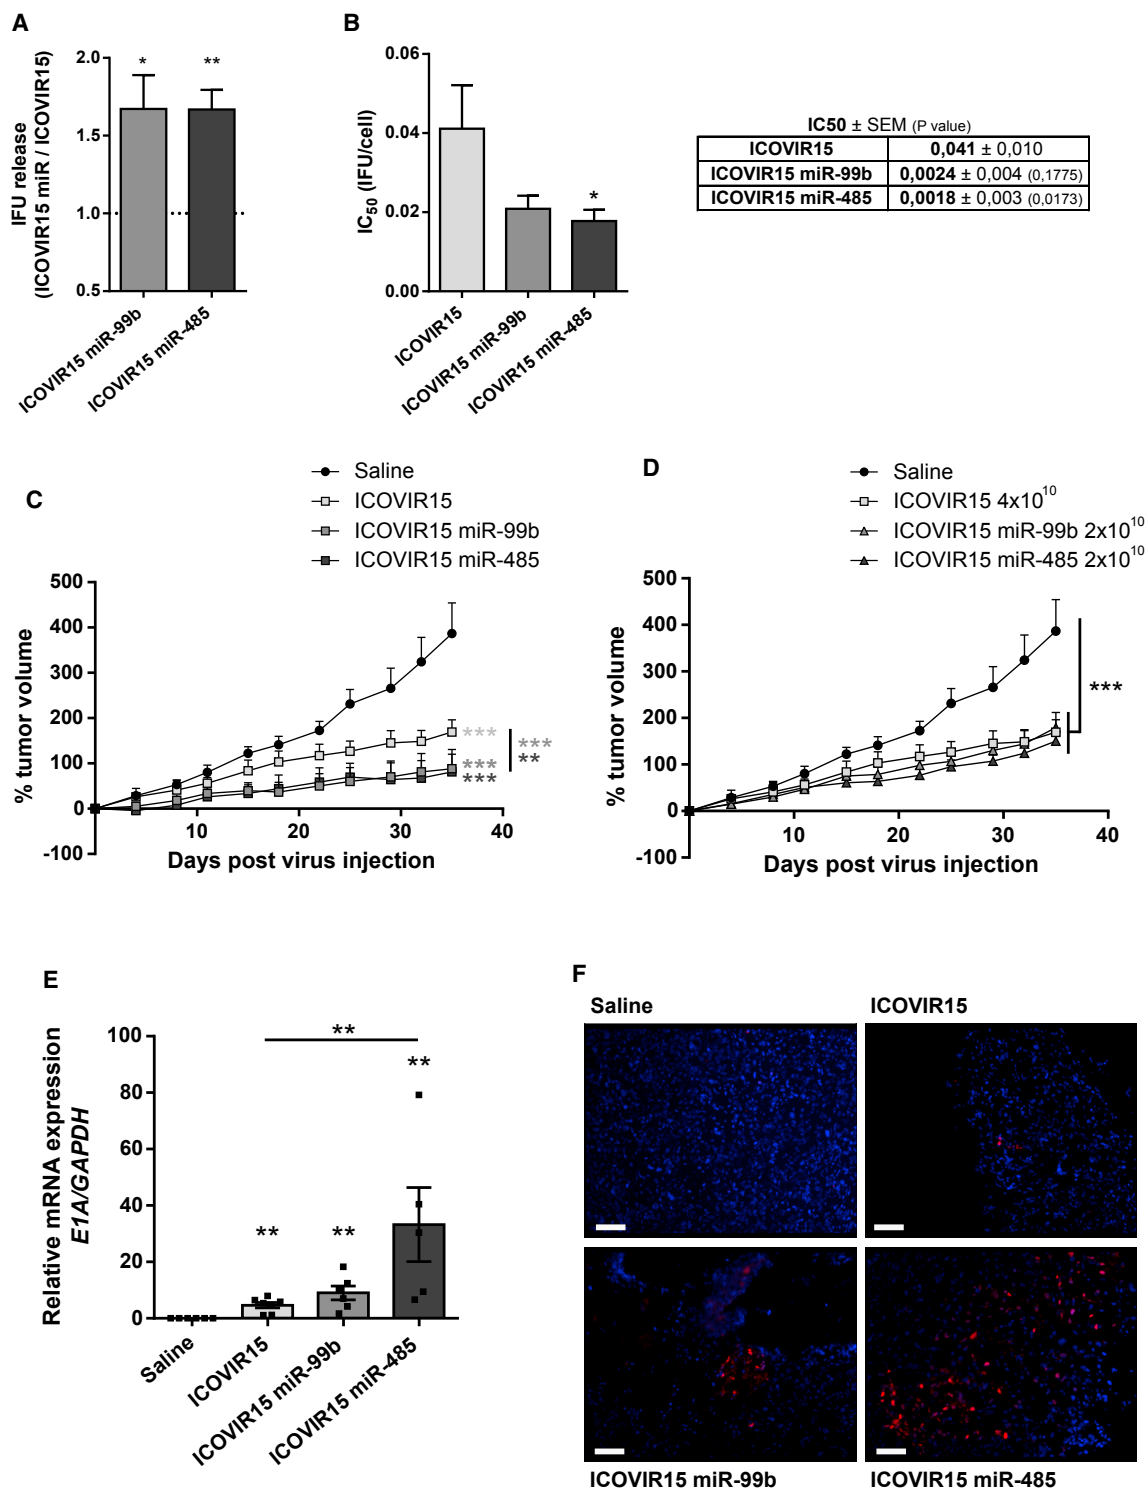 A
IFU release
(ICOVIR15 miR / ICOVIR15)
2.0
1.5
1.0
0.5
*
**
ICOVIR15 miR-99b
ICOVIR15 miR-485
B
IC50 (IFU/cell)
0.06
0.04
0.02
0.00
*
ICOVIR15
ICOVIR15 miR-99b
ICOVIR15 miR-485
IC50 ± SEM (P value)
ICOVIR15 0,041 ± 0,010
ICOVIR15 miR-99b 0,0024 ± 0,004 (0,1775)
ICOVIR15 miR-485 0,0018 ± 0,003 (0,0173)
C
Saline
ICOVIR15
ICOVIR15 miR-99b
ICOVIR15 miR-485
% tumor volume
500
400
300
200
100
0
-100
10 20 30 40
Days post virus injection
***
***
***
***
**
D
Saline
ICOVIR15 4x10^10
ICOVIR15 miR-99b 2x10^10
ICOVIR15 miR-485 2x10^10
% tumor volume
500
400
300
200
100
0
-100
10 20 30 40
Days post virus injection
***
E
Relative mRNA expression
E1A/GAPDH
100
80
60
40
20
0
**
**
**
**
Saline
ICOVIR15
ICOVIR15 miR-99b
ICOVIR15 miR-485
F
Saline
ICOVIR15
ICOVIR15 miR-99b
ICOVIR15 miR-485